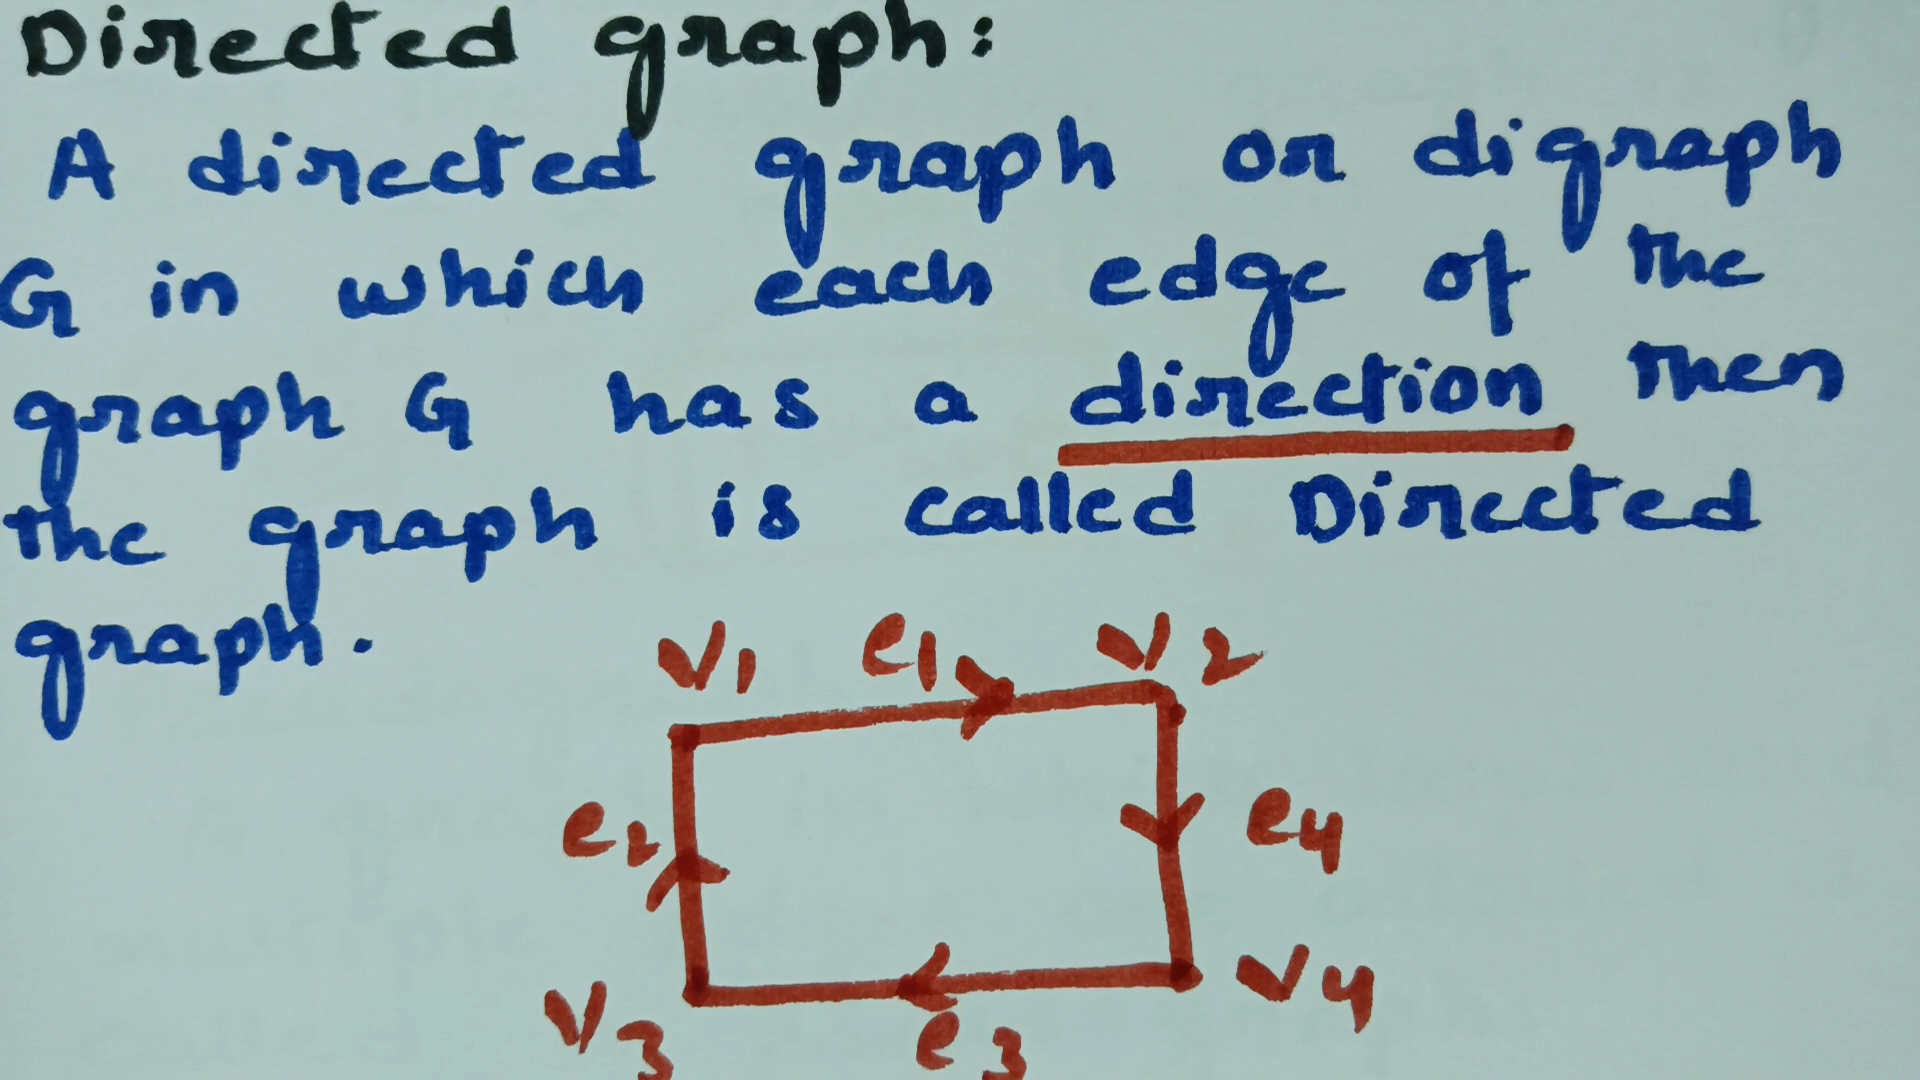 Directed graph:
A directed graph or digraph
G in which each edge of the
graph G has a direction then
the graph is called Directed
graph.
V1 e1 V2
e2 e4
V3 e3 V4